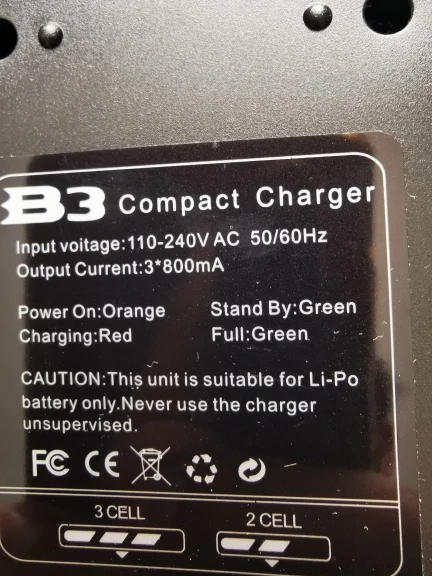 B3 Compact Charger
Input voitage:110-240V AC 50/60Hz
Output Current:3*800mA
Power On:Orange Stand By:Green
Charging:Red Full:Green
CAUTION:This unit is suitable for Li-Po
battery only.Never use the charger
unsupervised.
FC CE
3 CELL 2 CELL